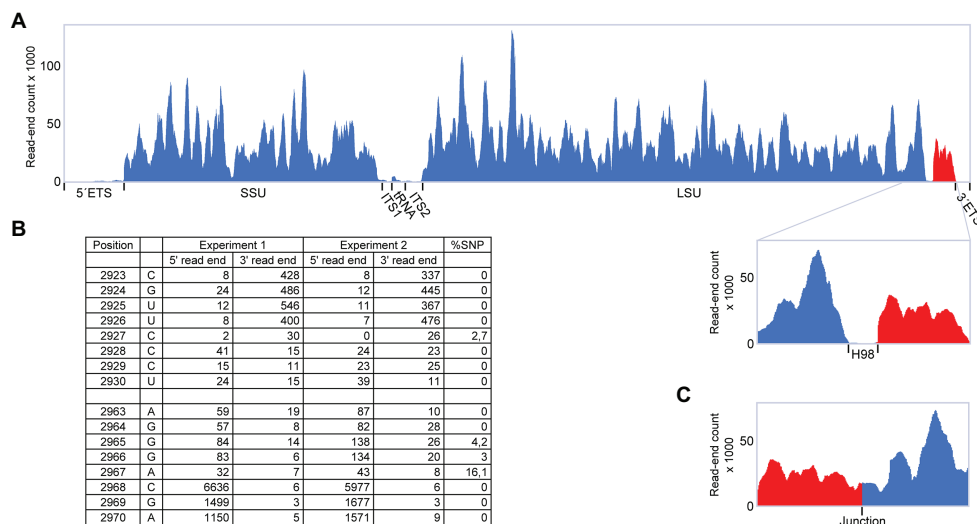 A
Read-end count x 1000
100
50
0
5´ETS
SSU
ITS1
tRNA
ITS2
LSU
3´ETS
B
Position Experiment 1 Experiment 2 %SNP
5' read end 3' read end 5' read end 3' read end
2923 C 8 428 8 337 0
2924 G 24 486 12 445 0
2925 U 12 546 11 367 0
2926 U 8 400 7 476 0
2927 C 2 30 0 26 2,7
2928 C 41 15 24 23 0
2929 C 15 11 23 25 0
2930 U 24 15 39 11 0
2963 A 59 19 87 10 0
2964 G 57 8 82 28 0
2965 G 84 14 138 26 4,2
2966 G 83 6 134 20 3
2967 A 32 7 43 8 16,1
2968 C 6636 6 5977 6 0
2969 G 1499 3 1677 3 0
2970 A 1150 5 1571 9 0
Read-end count
x 1000
50
0
H98
C
Read-end count
x 1000
50
0
Junction